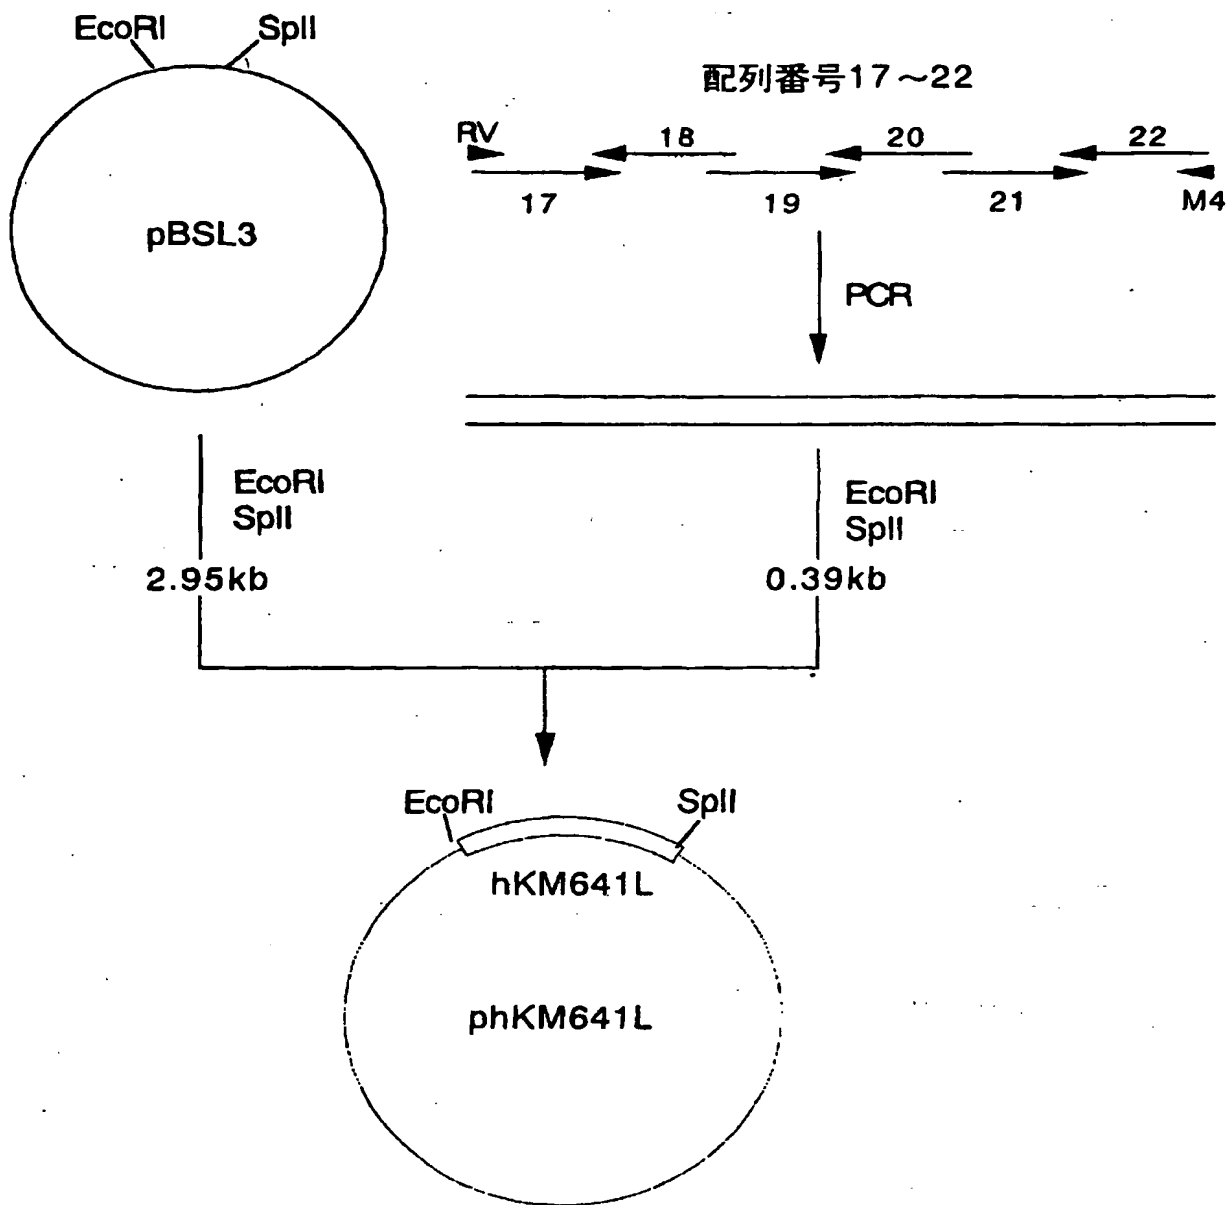 EcoRI SplI
pBSL3
配列番号17～22
RV 18 20 22
17 19 21 M4
PCR
EcoRI
SplI
2.95kb
EcoRI
SplI
0.39kb
EcoRI SplI
hKM641L
phKM641L